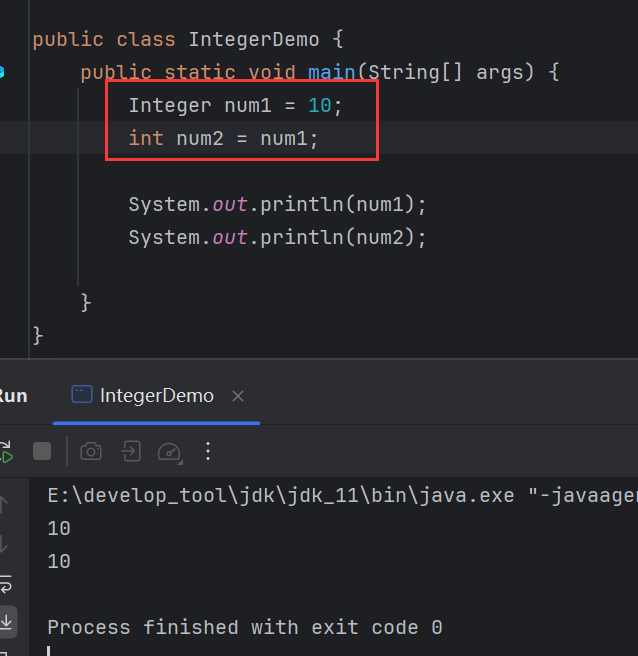 public class IntegerDemo {
public static void main(String[] args) {
Integer num1 = 10;
int num2 = num1;
System.out.println(num1);
System.out.println(num2);
}
}
Run IntegerDemo
E:\develop_tool\jdk\jdk_11\bin\java.exe "-javaager
10
10
Process finished with exit code 0